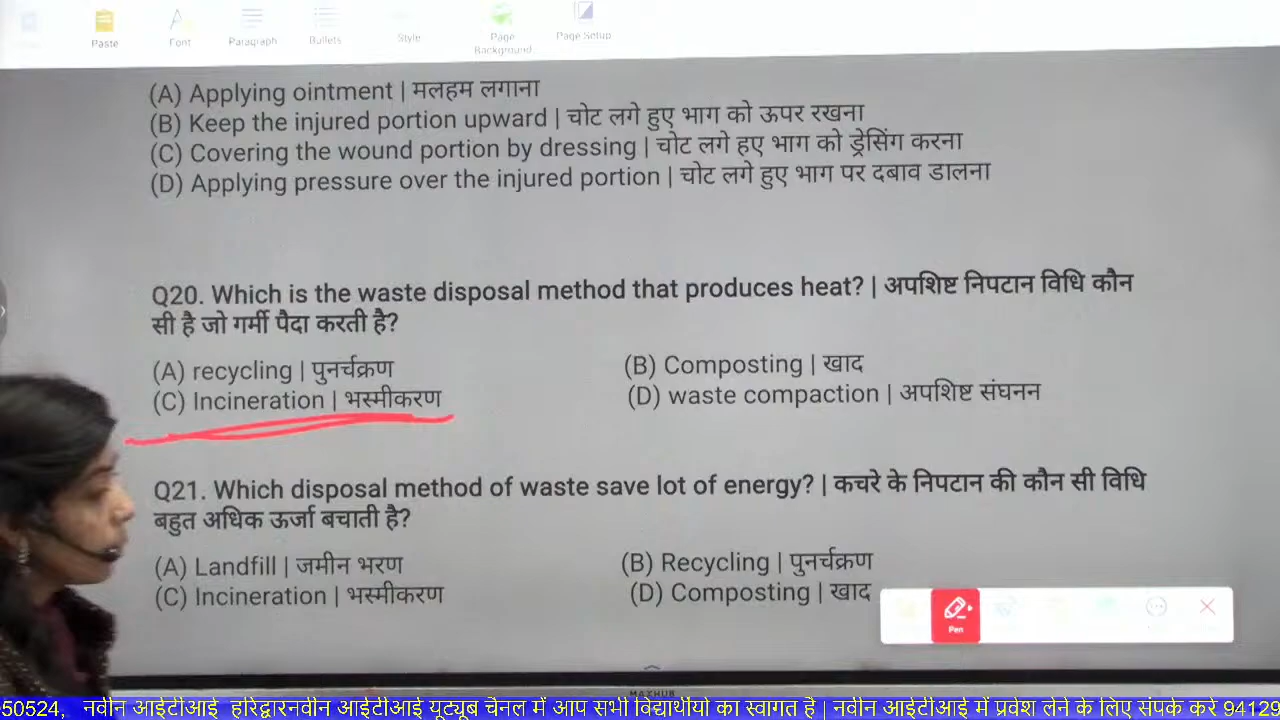 Paste
Font
Paragraph
Bullets
Style
Page Background
Page Setup
(A) Applying ointment | मलहम लगाना
(B) Keep the injured portion upward | चोट लगे हुए भाग को ऊपर रखना
(C) Covering the wound portion by dressing | चोट लगे हए भाग को ड्रेसिंग करना
(D) Applying pressure over the injured portion | चोट लगे हुए भाग पर दबाव डालना
Q20. Which is the waste disposal method that produces heat? | अपशिष्ट निपटान विधि कौन
सी है जो गर्मी पैदा करती है?
(A) recycling | पुनर्चक्रण
(B) Composting | खाद
(C) Incineration | भस्मीकरण
(D) waste compaction | अपशिष्ट संघनन
Q21. Which disposal method of waste save lot of energy? | कचरे के निपटान की कौन सी विधि
बहुत अधिक ऊर्जा बचाती है?
(A) Landfill | जमीन भरण
(B) Recycling | पुनर्चक्रण
(C) Incineration | भस्मीकरण
(D) Composting | खाद
Pen
MAXHUB
50524, नवीन आईटीआई हरिद्वारनवीन आईटीआई यूट्यूब चैनल में आप सभी विद्यार्थीयो का स्वागत है | नवीन आईटीआई में प्रवेश लेने के लिए संपर्क करें 94129